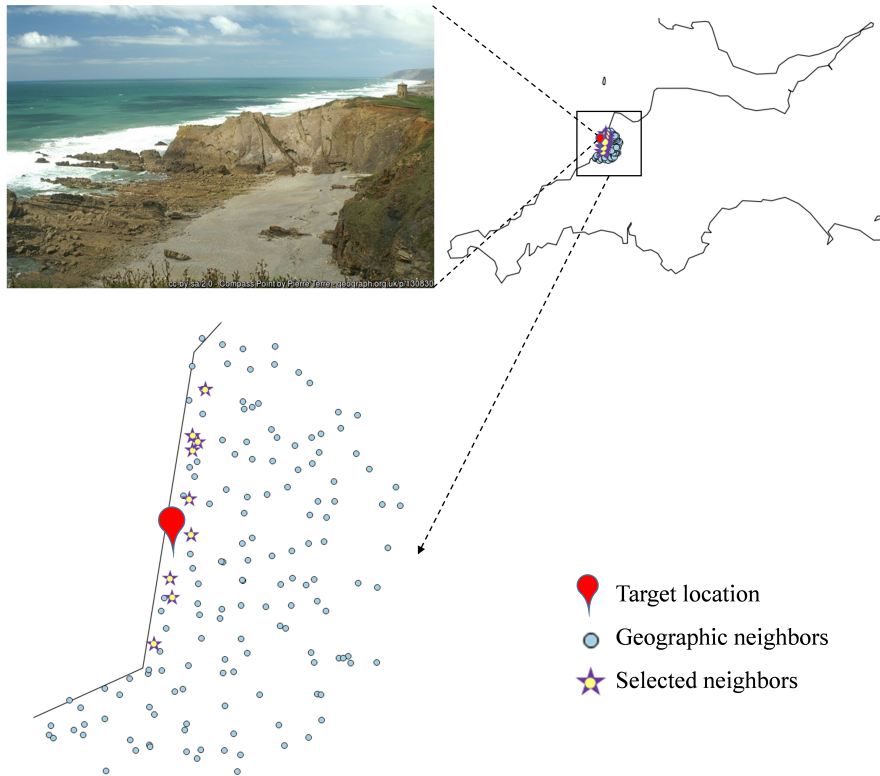 cc-by-sa/2.0 - Compass Point by Pierre Terre - geograph.org.uk/p/130830
Target location
Geographic neighbors
Selected neighbors